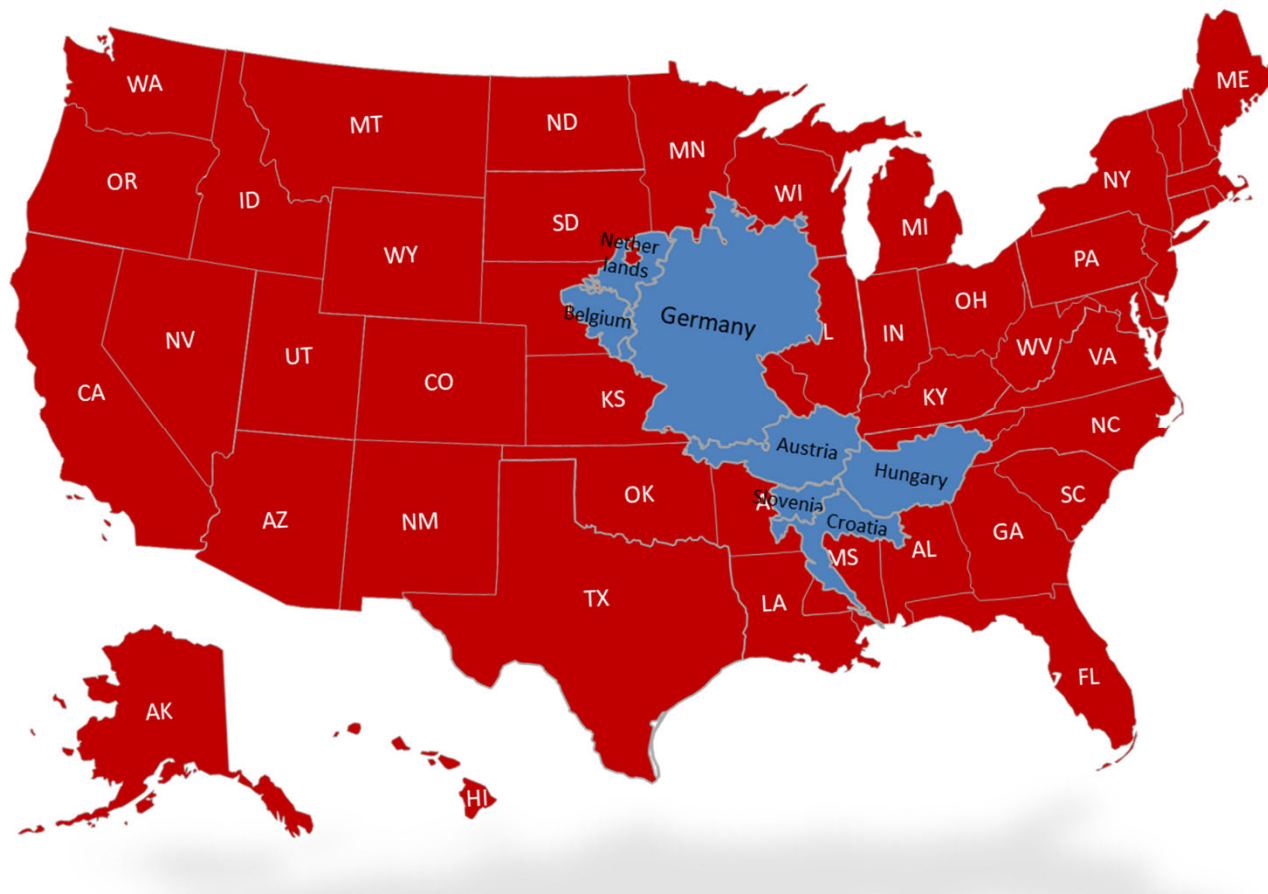 WA
MT
ND
MN
ME
OR
ID
SD
WI
MI
NY
WY
Nether
lands
PA
NV
UT
CO
Belgium
Germany
L
IN
OH
WV
VA
CA
KS
KY
NC
AZ
NM
OK
Austria
Hungary
A
Slovenia
Croatia
SC
TX
LA
MS
AL
GA
FL
AK
HI